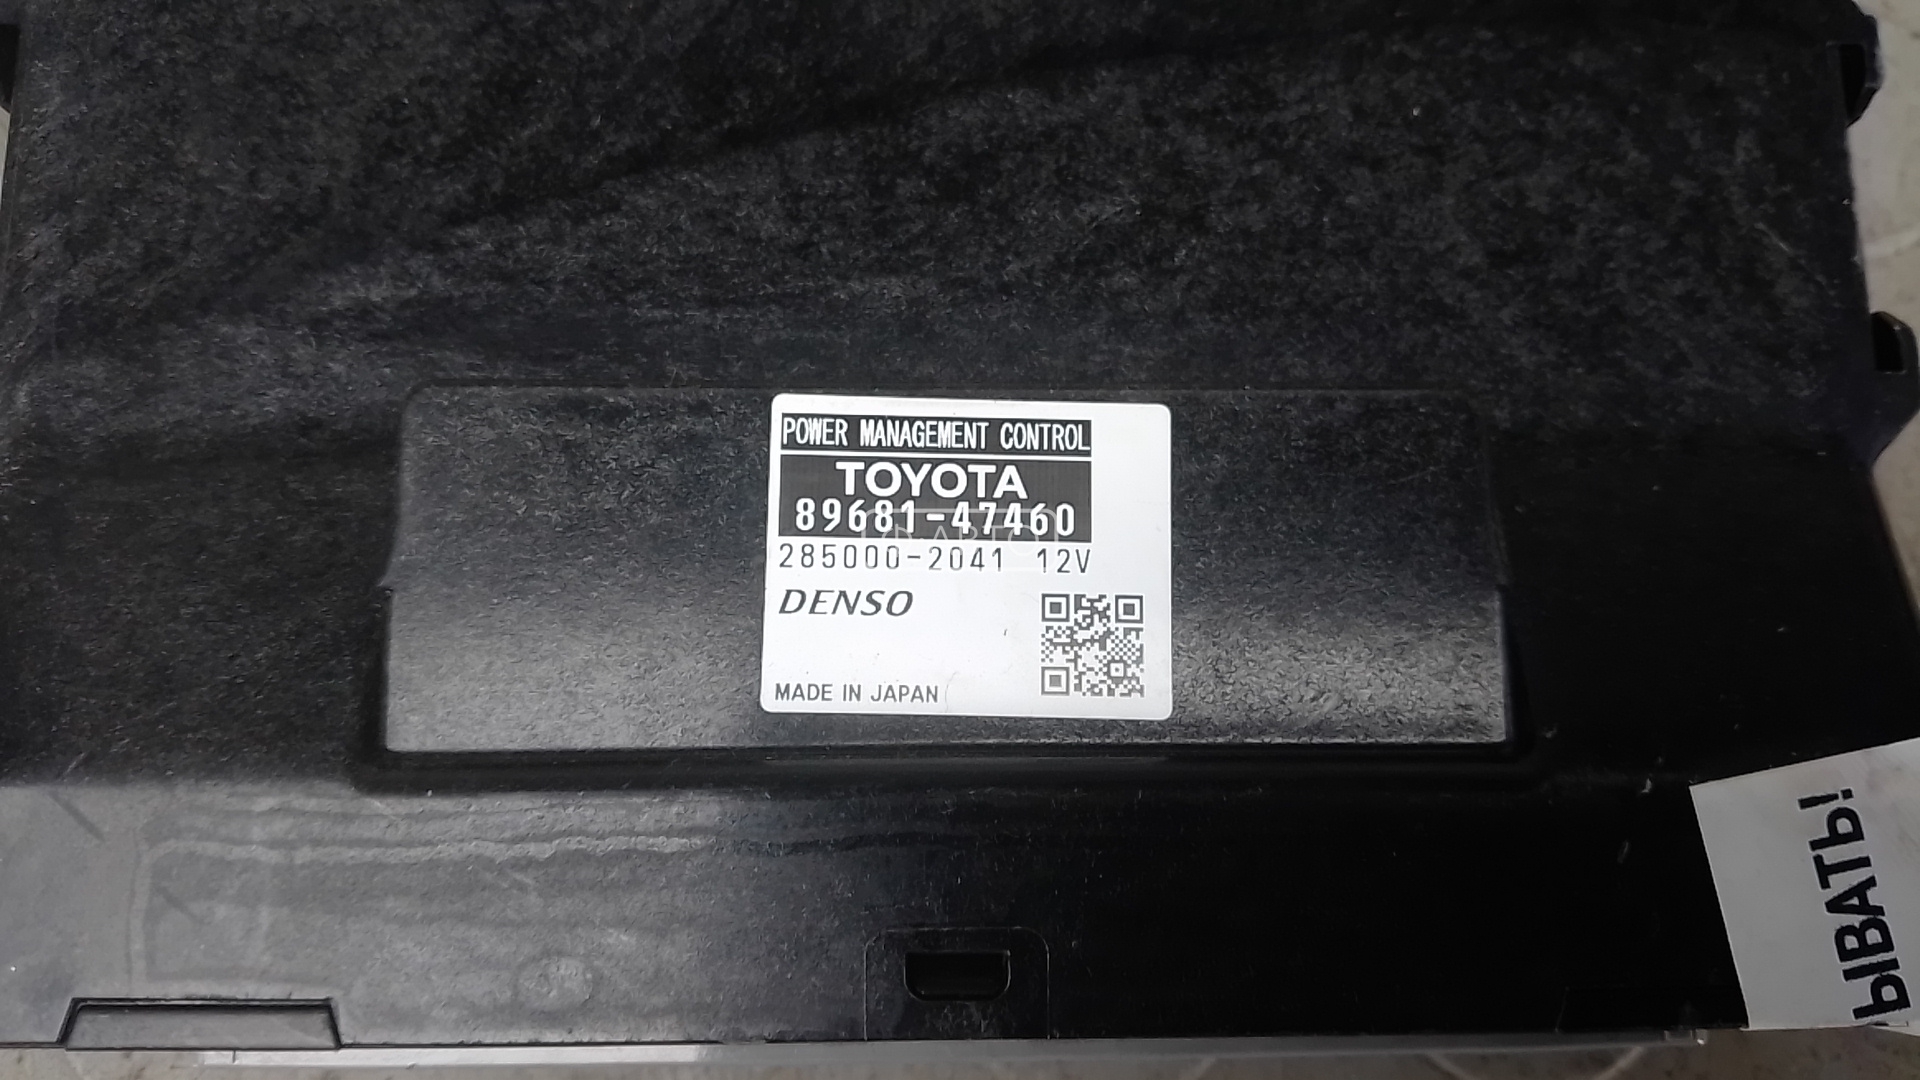 POWER MANAGEMENT CONTROL
TOYOTA
89681-47460
285000-2041 12V
DENSO
MADE IN JAPAN
ЫВАТЬ!